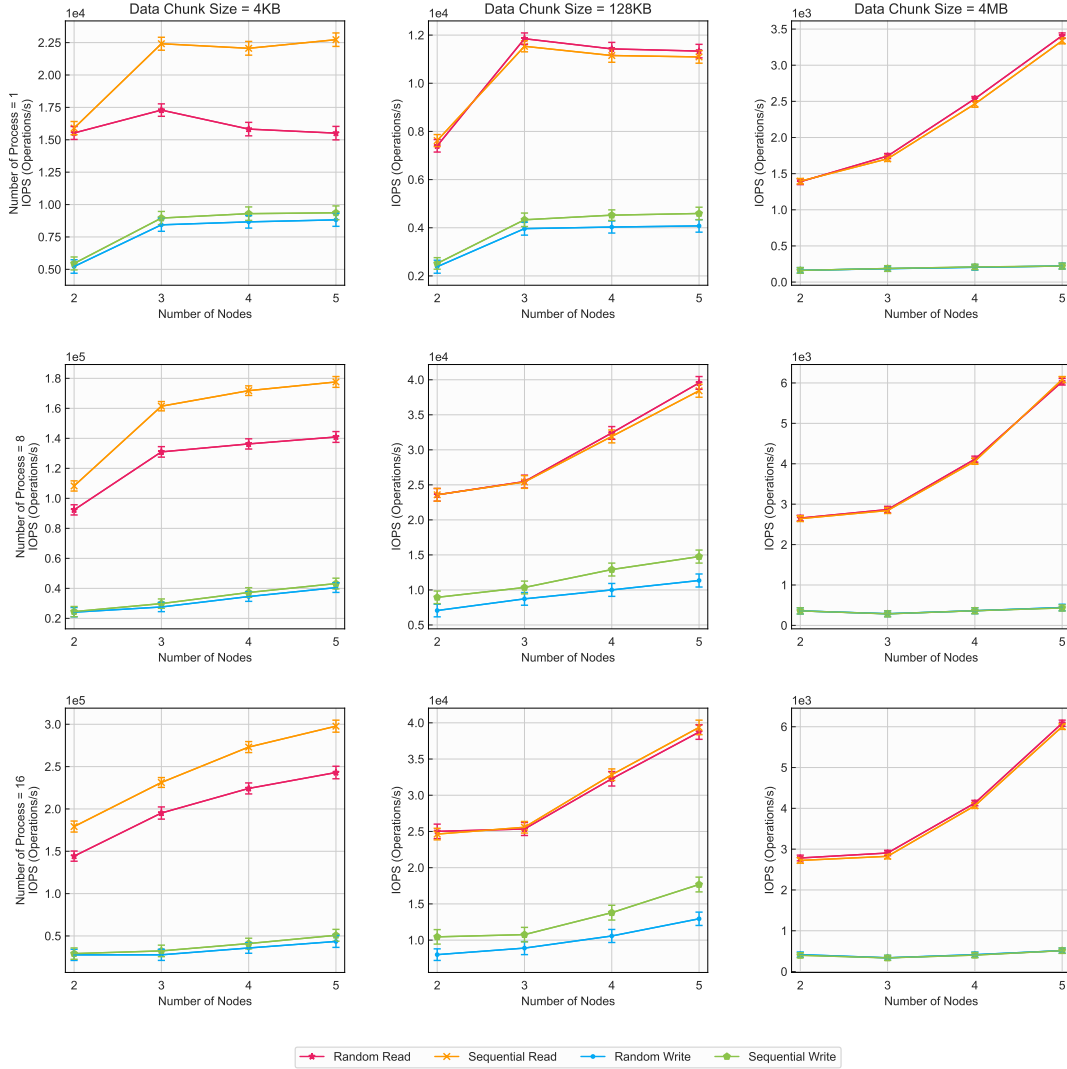 Data Chunk Size = 4KB
Data Chunk Size = 128KB
Data Chunk Size = 4MB
1e4
1e4
1e3
Number of Process = 1
IOPS (Operations/s)
2.25
2.00
1.75
1.50
1.25
1.00
0.75
0.50
2 3 4 5
Number of Nodes
IOPS (Operations/s)
1.2
1.0
0.8
0.6
0.4
0.2
2 3 4 5
Number of Nodes
IOPS (Operations/s)
3.5
3.0
2.5
2.0
1.5
1.0
0.5
0.0
2 3 4 5
Number of Nodes
1e5
1e4
1e3
Number of Process = 8
IOPS (Operations/s)
1.8
1.6
1.4
1.2
1.0
0.8
0.6
0.4
0.2
2 3 4 5
Number of Nodes
IOPS (Operations/s)
4.0
3.5
3.0
2.5
2.0
1.5
1.0
0.5
2 3 4 5
Number of Nodes
IOPS (Operations/s)
6
5
4
3
2
1
0
2 3 4 5
Number of Nodes
1e5
1e4
1e3
Number of Process = 16
IOPS (Operations/s)
3.0
2.5
2.0
1.5
1.0
0.5
2 3 4 5
Number of Nodes
IOPS (Operations/s)
4.0
3.5
3.0
2.5
2.0
1.5
1.0
2 3 4 5
Number of Nodes
IOPS (Operations/s)
6
5
4
3
2
1
0
2 3 4 5
Number of Nodes
Random Read Sequential Read Random Write Sequential Write